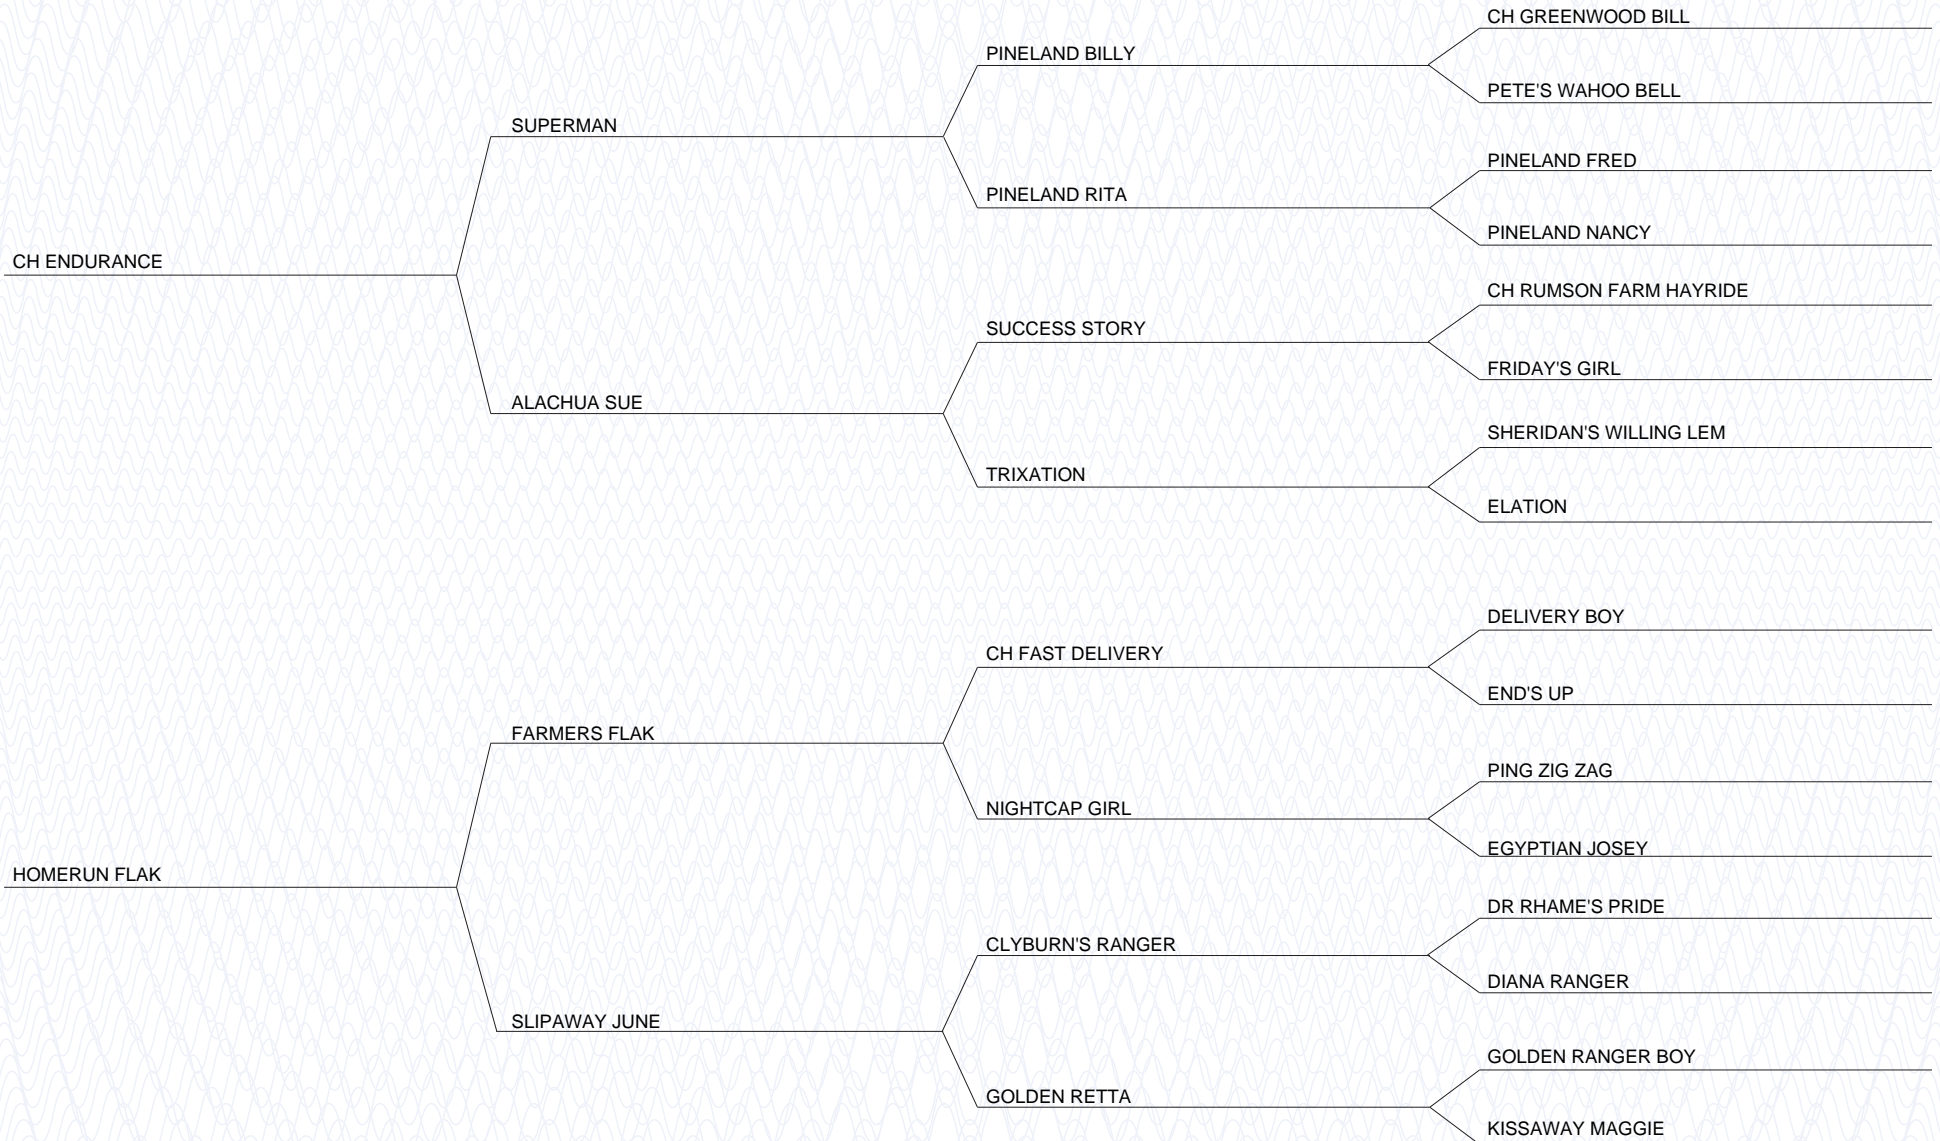 CH GREENWOOD BILL
PINELAND BILLY
PETE'S WAHOO BELL
SUPERMAN
PINELAND FRED
PINELAND RITA
PINELAND NANCY
CH ENDURANCE
CH RUMSON FARM HAYRIDE
SUCCESS STORY
FRIDAY'S GIRL
ALACHUA SUE
SHERIDAN'S WILLING LEM
TRIXATION
ELATION
DELIVERY BOY
CH FAST DELIVERY
END'S UP
FARMERS FLAK
PING ZIG ZAG
NIGHTCAP GIRL
EGYPTIAN JOSEY
HOMERUN FLAK
DR RHAME'S PRIDE
CLYBURN'S RANGER
DIANA RANGER
SLIPAWAY JUNE
GOLDEN RANGER BOY
GOLDEN RETTA
KISSAWAY MAGGIE